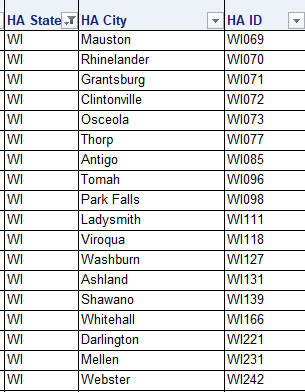 HA State HA City HA ID
WI Mauston WI069
WI Rhinelander WI070
WI Grantsburg WI071
WI Clintonville WI072
WI Osceola WI073
WI Thorp WI077
WI Antigo WI085
WI Tomah WI096
WI Park Falls WI098
WI Ladysmith WI111
WI Viroqua WI118
WI Washburn WI127
WI Ashland WI131
WI Shawano WI139
WI Whitehall WI166
WI Darlington WI221
WI Mellen WI231
WI Webster WI242